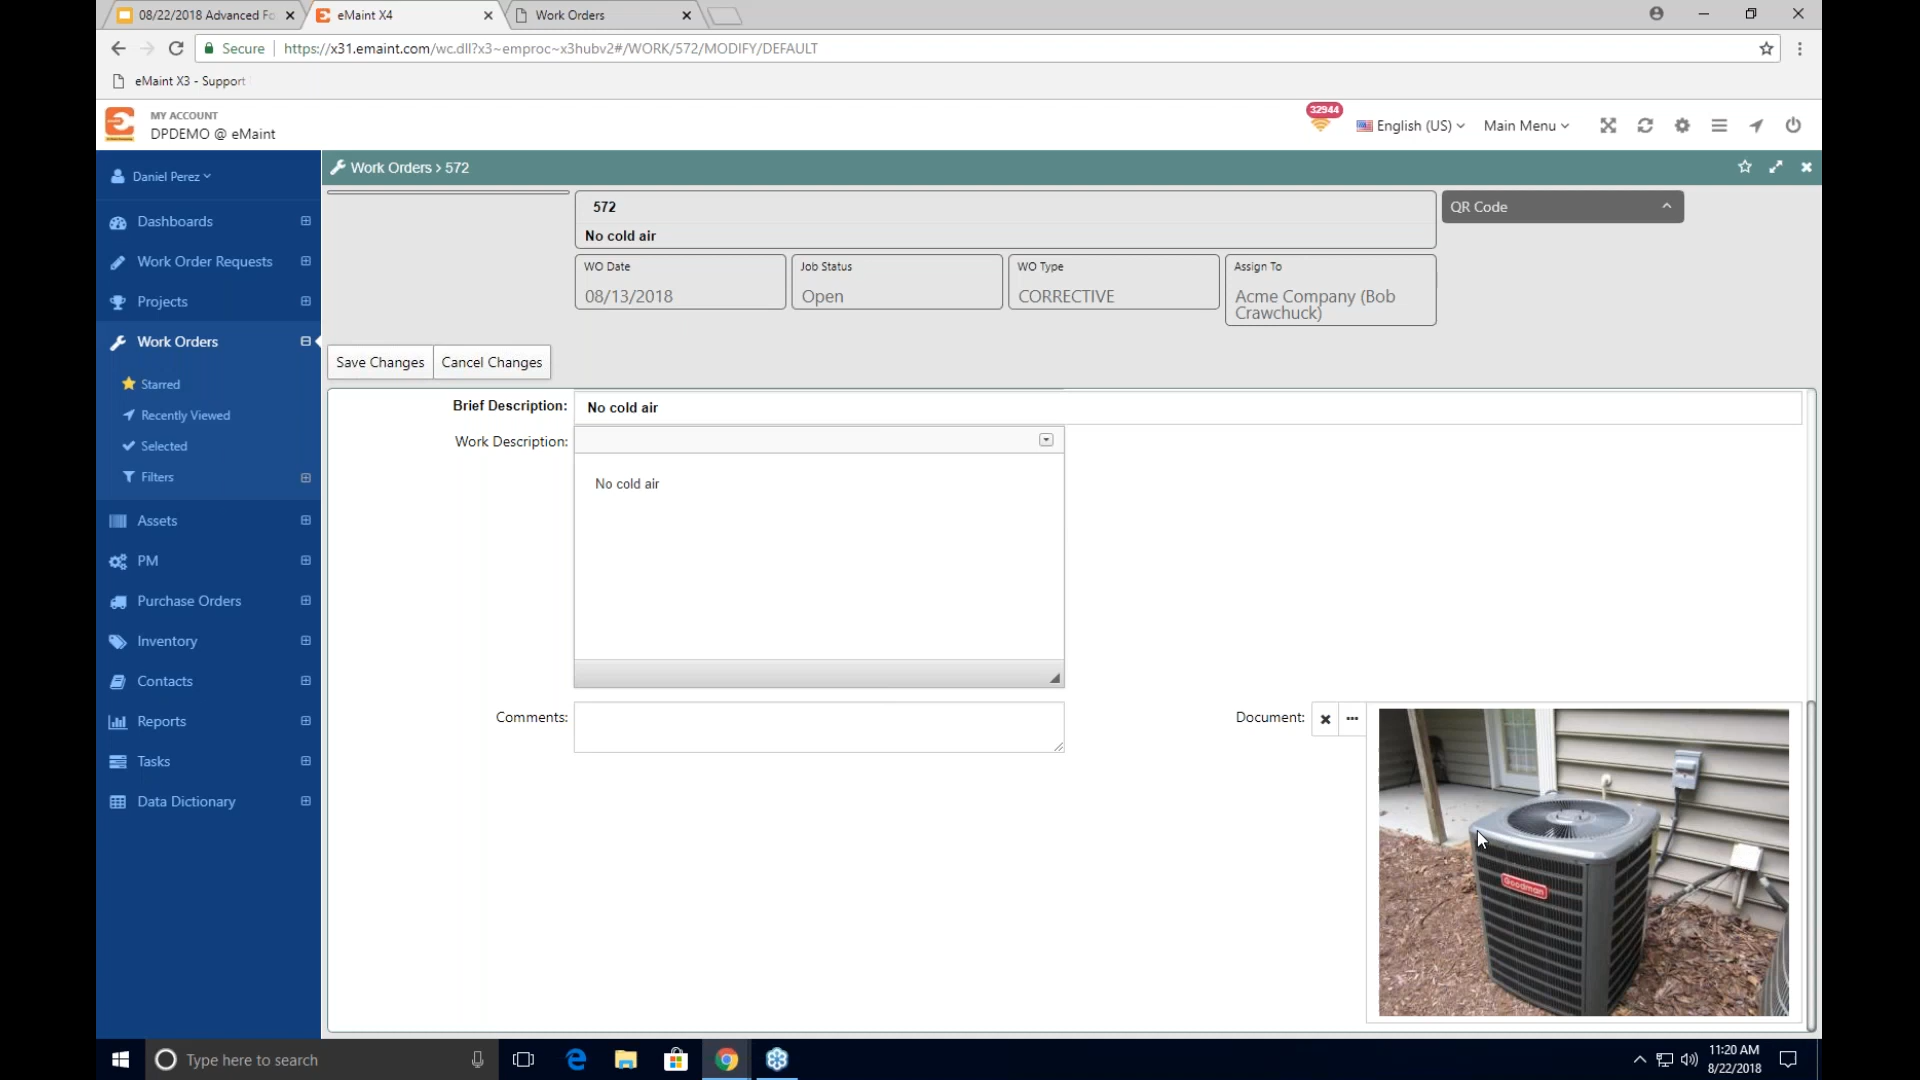 08/22/2018 Advanced Fo
eMaint X4
Work Orders
Secure
https://x31.emaint.com/wc.dll?x3~emproc~x3hubv2#/WORK/572/MODIFY/DEFAULT
eMaint X3 - Support
MY ACCOUNT
DPDEMO @ eMaint
32944
English (US)
Main Menu
Daniel Perez
Work Orders > 572
Dashboards
Work Order Requests
Projects
Work Orders
Starred
Recently Viewed
Selected
Filters
Assets
PM
Purchase Orders
Inventory
Contacts
Reports
Tasks
Data Dictionary
572
No cold air
QR Code
WO Date
08/13/2018
Job Status
Open
WO Type
CORRECTIVE
Assign To
Acme Company (Bob
Crawchuck)
Save Changes
Cancel Changes
Brief Description:
No cold air
Work Description:
No cold air
Comments:
Document:
Goodman
Type here to search
11:20 AM
8/22/2018